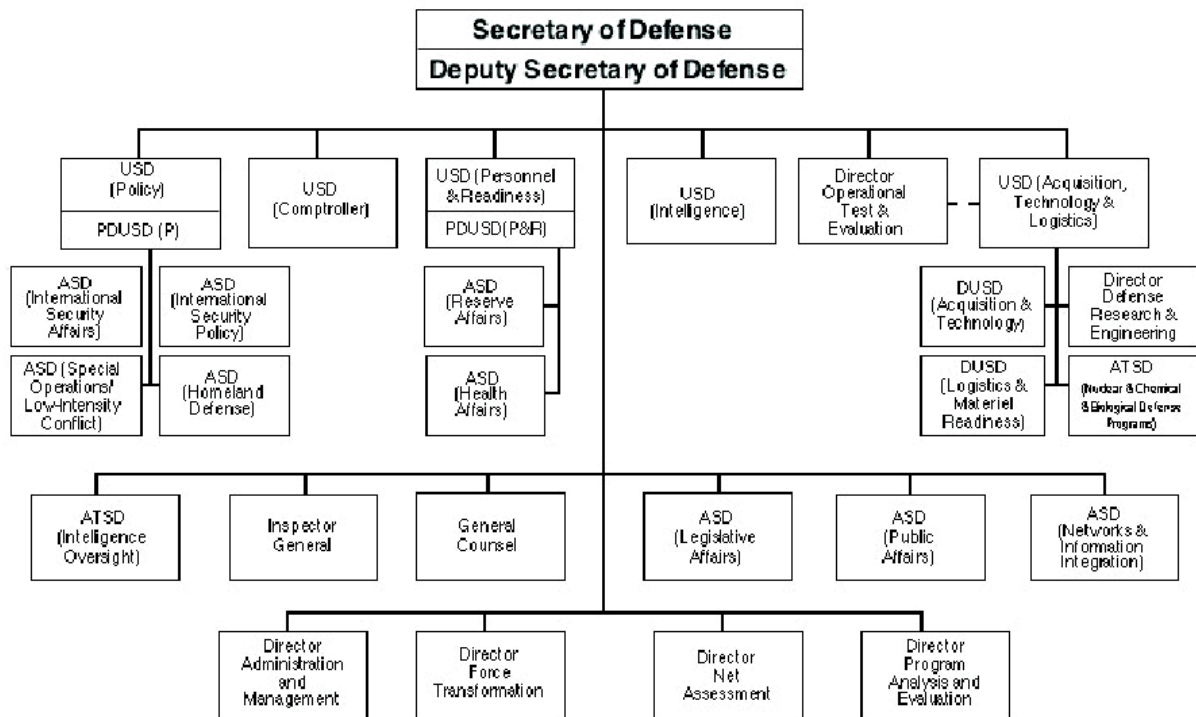 Secretary of Defense
Deputy Secretary of Defense
USD
(Policy)
PDUSD (P)
USD
(Comptroller)
USD (Personnel
& Readiness)
PDUSD (P&R)
USD
(Intelligence)
Director
Operational
Test &
Evaluation
USD (Acquisition,
Technology &
Logistics)
ASD
(International
Security
Affairs)
ASD
(International
Security
Policy)
ASD
(Reserve
Affairs)
DUSD
(Acquisition &
Technology)
Director
Defense
Research &
Engineering
ASD (Special
Operations/
Low-Intensity
Conflict)
ASD
(Homeland
Defense)
ASD
(Health
Affairs)
DUSD
(Logistics &
Materiel
Readiness)
ATSD
(Nuclear & Chemical
& Biological Defense
Programs)
ATSD
(Intelligence
Oversight)
Inspector
General
General
Counsel
ASD
(Legislative
Affairs)
ASD
(Public
Affairs)
ASD
(Networks &
Information
Integration)
Director
Administration
and
Management
Director
Force
Transformation
Director
Net
Assessment
Director
Program
Analysis and
Evaluation